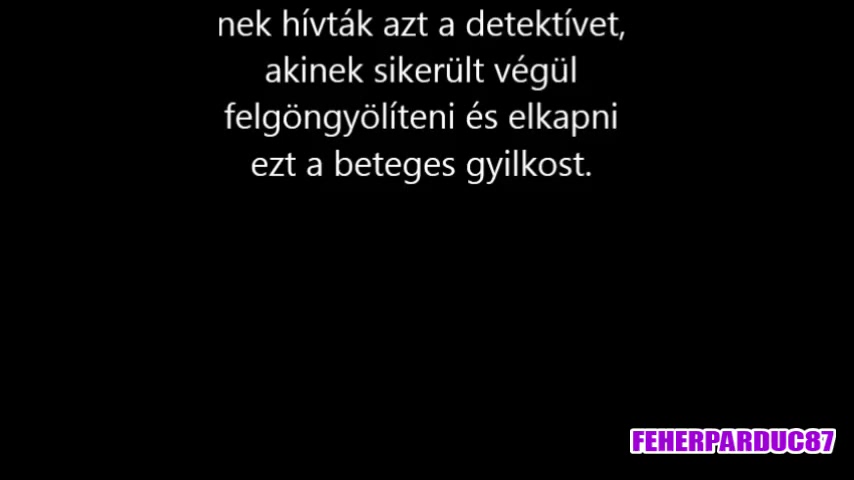 nek hívták azt a detektívet,
akinek sikerült végül
felgöngyölíteni és elkapni
ezt a beteges gyilkost.
FEHERPARDUC87